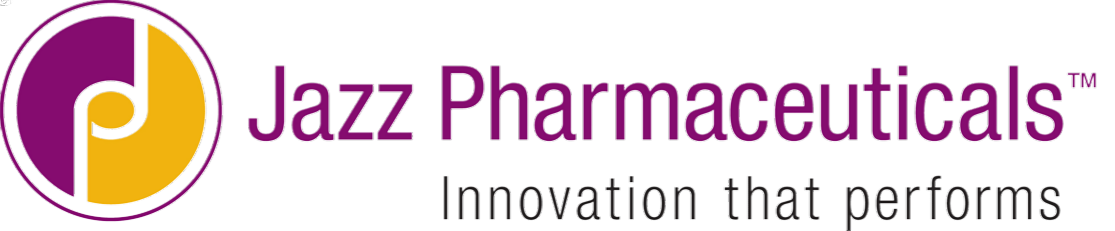 Jazz Pharmaceuticals™
Innovation that performs